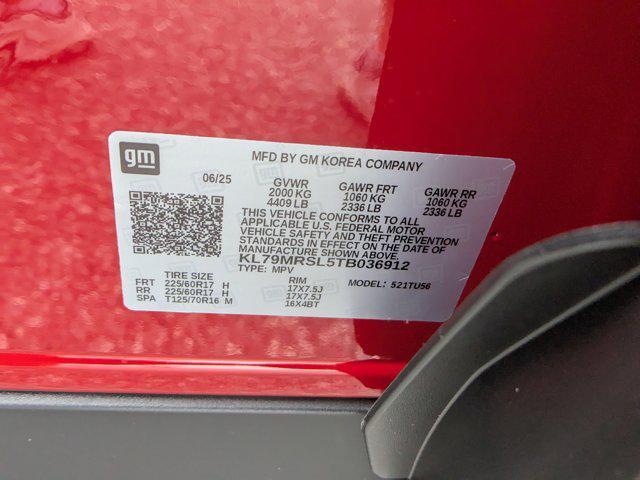 gm
MFD BY GM KOREA COMPANY
06/25 GVWR GAWR FRT GAWR RR
2000 KG 1060 KG 1060 KG
4409 LB 2336 LB 2336 LB
THIS VEHICLE CONFORMS TO ALL
APPLICABLE U.S. FEDERAL MOTOR
VEHICLE SAFETY AND THEFT PREVENTION
STANDARDS IN EFFECT ON THE DATE OF
MANUFACTURE SHOWN ABOVE.
KL79MRSL5TB036912
TYPE: MPV
TIRE SIZE RIM MODEL: 521TU56
FRT 225/60R17 H 17X7.5J
RR 225/60R17 H 17X7.5J
SPA T125/70R16 M 16X4BT